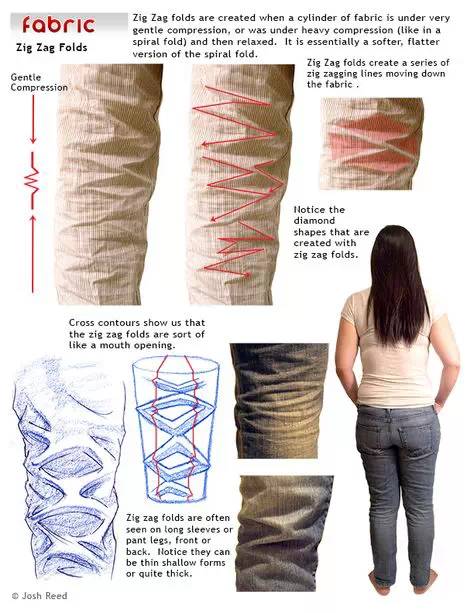 fabric
Zig Zag Folds
Zig Zag folds are created when a cylinder of fabric is under very
gentle compression, or was under heavy compression (like in a
spiral fold) and then relaxed.  It is essentially a softer, flatter
version of the spiral fold.
Gentle
Compression
Zig Zag folds create a series of
zig zagging lines moving down
the fabric .
Notice the
diamond
shapes that are
created with
zig zag folds.
Cross contours show us that
the zig zag folds are sort of
like a mouth opening.
Zig zag folds are often
seen on long sleeves or
pant legs, front or
back.  Notice they can
be thin shallow forms
or quite thick.
© Josh Reed